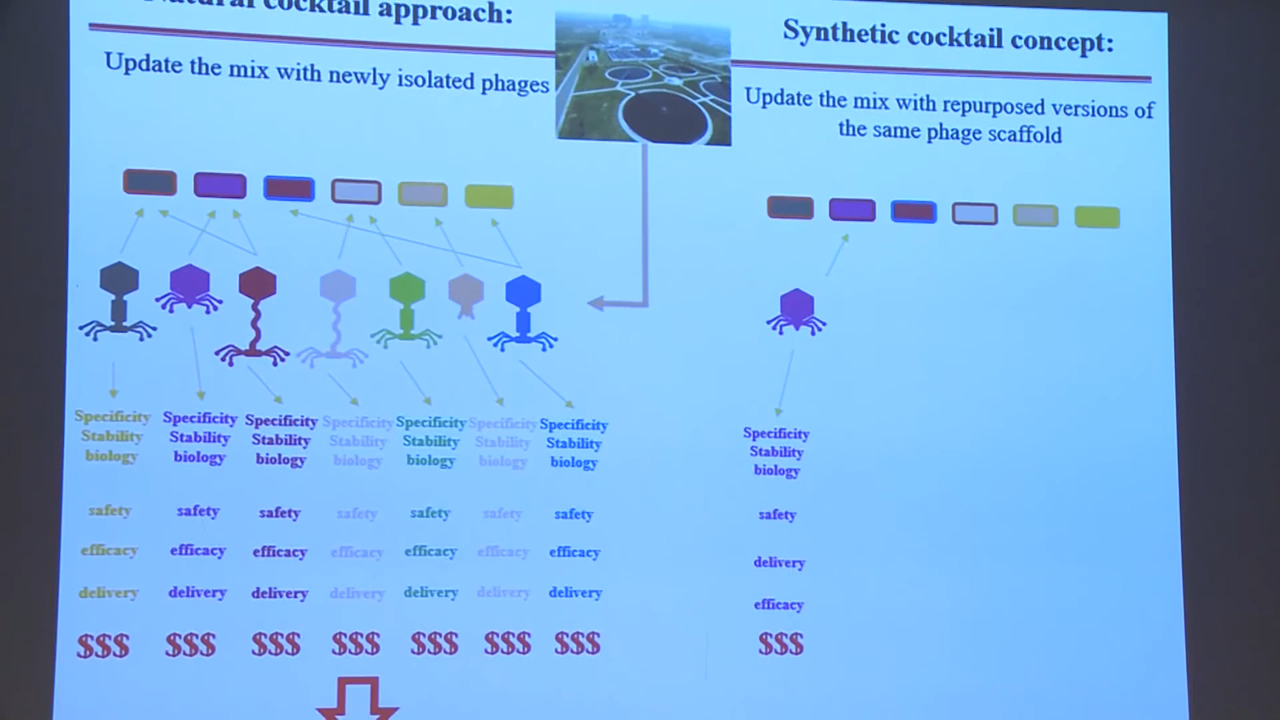 Natural cocktail approach:
Update the mix with newly isolated phages
Specificity Specificity Specificity Specificity Specificity Specificity Specificity
Stability Stability Stability Stability Stability Stability Stability
biology biology biology biology biology biology biology
safety safety safety safety safety safety safety
efficacy efficacy efficacy efficacy efficacy efficacy efficacy
delivery delivery delivery delivery delivery delivery delivery
$$$ $$$ $$$ $$$ $$$ $$$ $$$
Synthetic cocktail concept:
Update the mix with repurposed versions of
the same phage scaffold
Specificity
Stability
biology
safety
delivery
efficacy
$$$